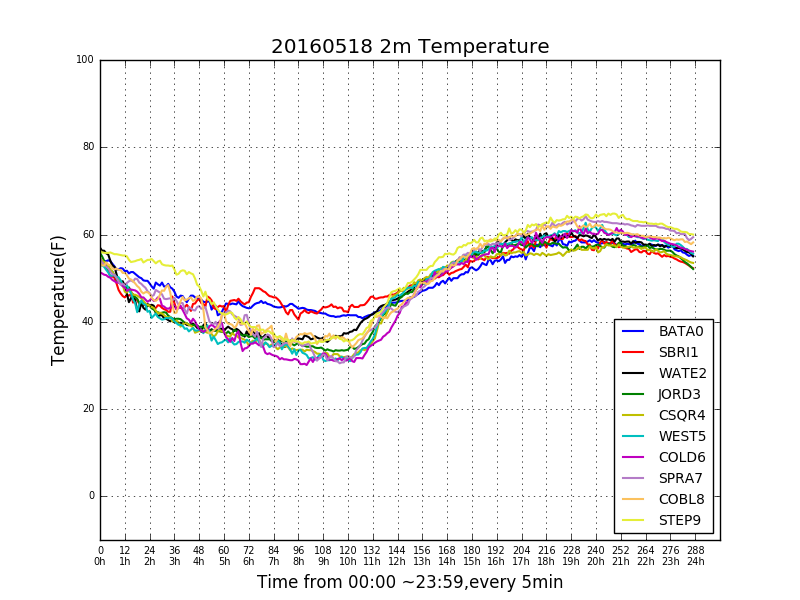 20160518 2m Temperature
Temperature(F)
100
80
60
40
20
0
BATA0
SBRI1
WATE2
JORD3
CSQR4
WEST5
COLD6
SPRA7
COBL8
STEP9
0 12 24 36 48 60 72 84 96 108 120 132 144 156 168 180 192 204 216 228 240 252 264 276 288
0h 1h 2h 3h 4h 5h 6h 7h 8h 9h 10h 11h 12h 13h 14h 15h 16h 17h 18h 19h 20h 21h 22h 23h 24h
Time from 00:00 ~23:59,every 5min